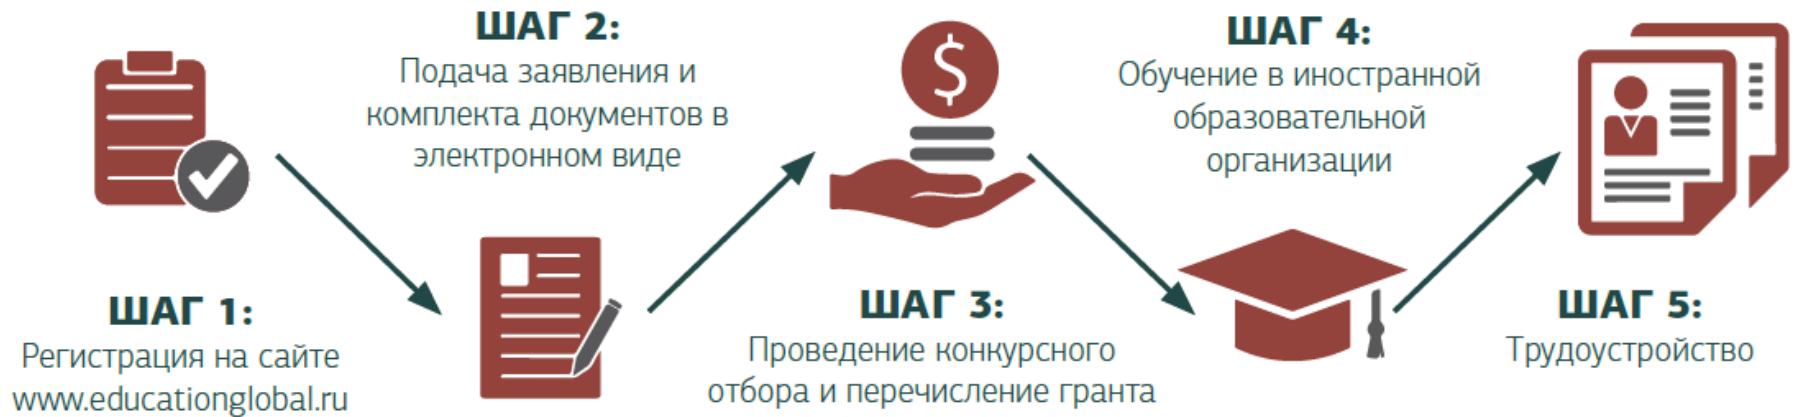 ШАГ 1:
Регистрация на сайте
www.educationglobal.ru
ШАГ 2:
Подача заявления и
комплекта документов в
электронном виде
$
ШАГ 3:
Проведение конкурсного
отбора и перечисление гранта
ШАГ 4:
Обучение в иностранной
образовательной
организации
ШАГ 5:
Трудоустройство